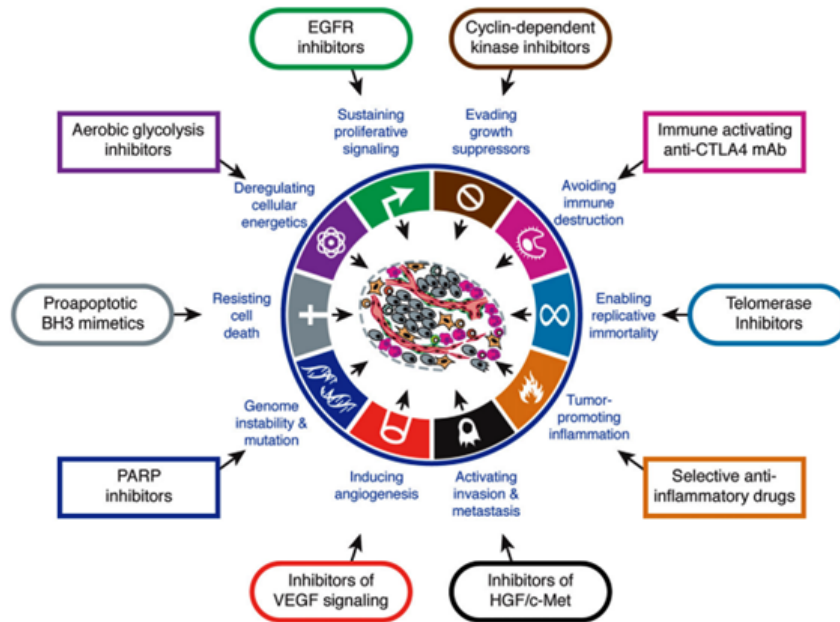 EGFR
inhibitors
Cyclin-dependent
kinase inhibitors
Aerobic glycolysis
inhibitors
Sustaining
proliferative
signaling
Evading
growth
suppressors
Immune activating
anti-CTLA4 mAb
Deregulating
cellular
energetics
Avoiding
immune
destruction
Proapoptotic
BH3 mimetics
Resisting
cell
death
Enabling
replicative
immortality
Telomerase
Inhibitors
Genome
instability &
mutation
Tumor-
promoting
inflammation
PARP
inhibitors
Inducing
angiogenesis
Activating
invasion &
metastasis
Selective anti-
inflammatory drugs
Inhibitors of
VEGF signaling
Inhibitors of
HGF/c-Met